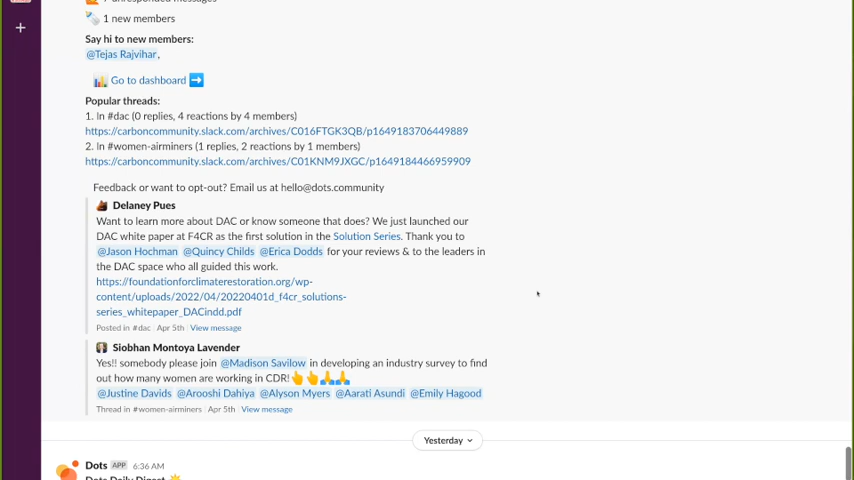 1 new members
Say hi to new members:
@Tejas Rajvihar,
Go to dashboard
Popular threads:
1. In #dac (0 replies, 4 reactions by 4 members)
https://carboncommunity.slack.com/archives/C016FTGK3QB/p1649183706449889
2. In #women-airminers (1 replies, 2 reactions by 1 members)
https://carboncommunity.slack.com/archives/C01KNM9JXGC/p1649184466959909
Feedback or want to opt-out? Email us at hello@dots.community
Delaney Pues
Want to learn more about DAC or know someone that does? We just launched our
DAC white paper at F4CR as the first solution in the Solution Series. Thank you to
@Jason Hochman @Quincy Childs @Erica Dodds for your reviews & to the leaders in
the DAC space who all guided this work.
https://foundationforclimaterestoration.org/wp-
content/uploads/2022/04/20220401d_f4cr_solutions-
series_whitepaper_DACindd.pdf
Posted in #dac | Apr 5th | View message
Siobhan Montoya Lavender
Yes!! somebody please join @Madison Savilow in developing an industry survey to find
out how many women are working in CDR!
@Justine Davids @Arooshi Dahiya @Alyson Myers @Aarati Asundi @Emily Hagood
Thread in #women-airminers | Apr 5th | View message
Yesterday
Dots APP 6:36 AM
Dots Daily Digest